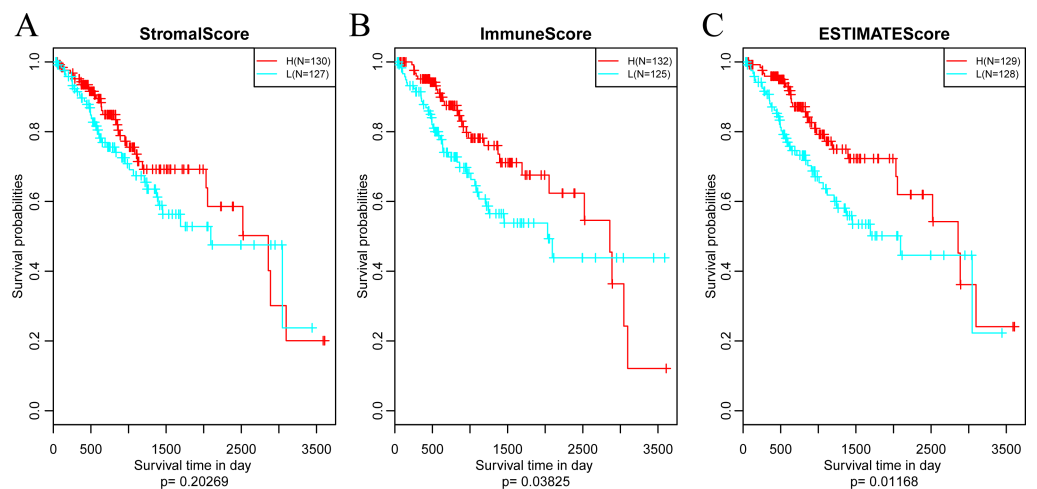 A
StromalScore
H(N=130)
L(N=127)
Survival probabilities
1.0
0.8
0.6
0.4
0.2
0.0
0 500 1500 2500 3500
Survival time in day
p= 0.20269
B
ImmuneScore
H(N=132)
L(N=125)
Survival probabilities
1.0
0.8
0.6
0.4
0.2
0.0
0 500 1500 2500 3500
Survival time in day
p= 0.03825
C
ESTIMATEScore
H(N=129)
L(N=128)
Survival probabilities
1.0
0.8
0.6
0.4
0.2
0.0
0 500 1500 2500 3500
Survival time in day
p= 0.01168